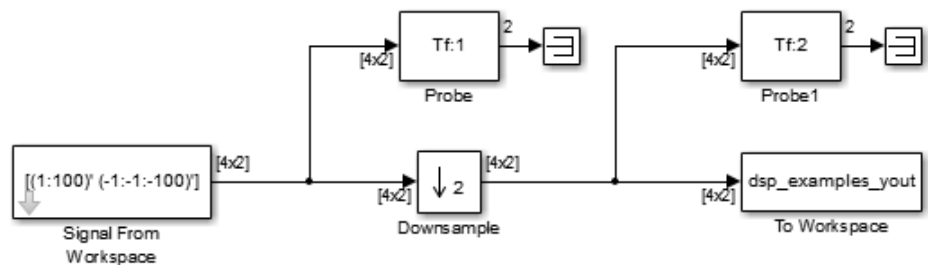 Tf:1
2
[4x2]
Probe
Tf:2
2
[4x2]
Probe1
[(1:100)' (-1:-1:-100)']
[4x2]
Signal From
Workspace
[4x2]
2
[4x2]
Downsample
[4x2]
dsp_examples_yout
To Workspace